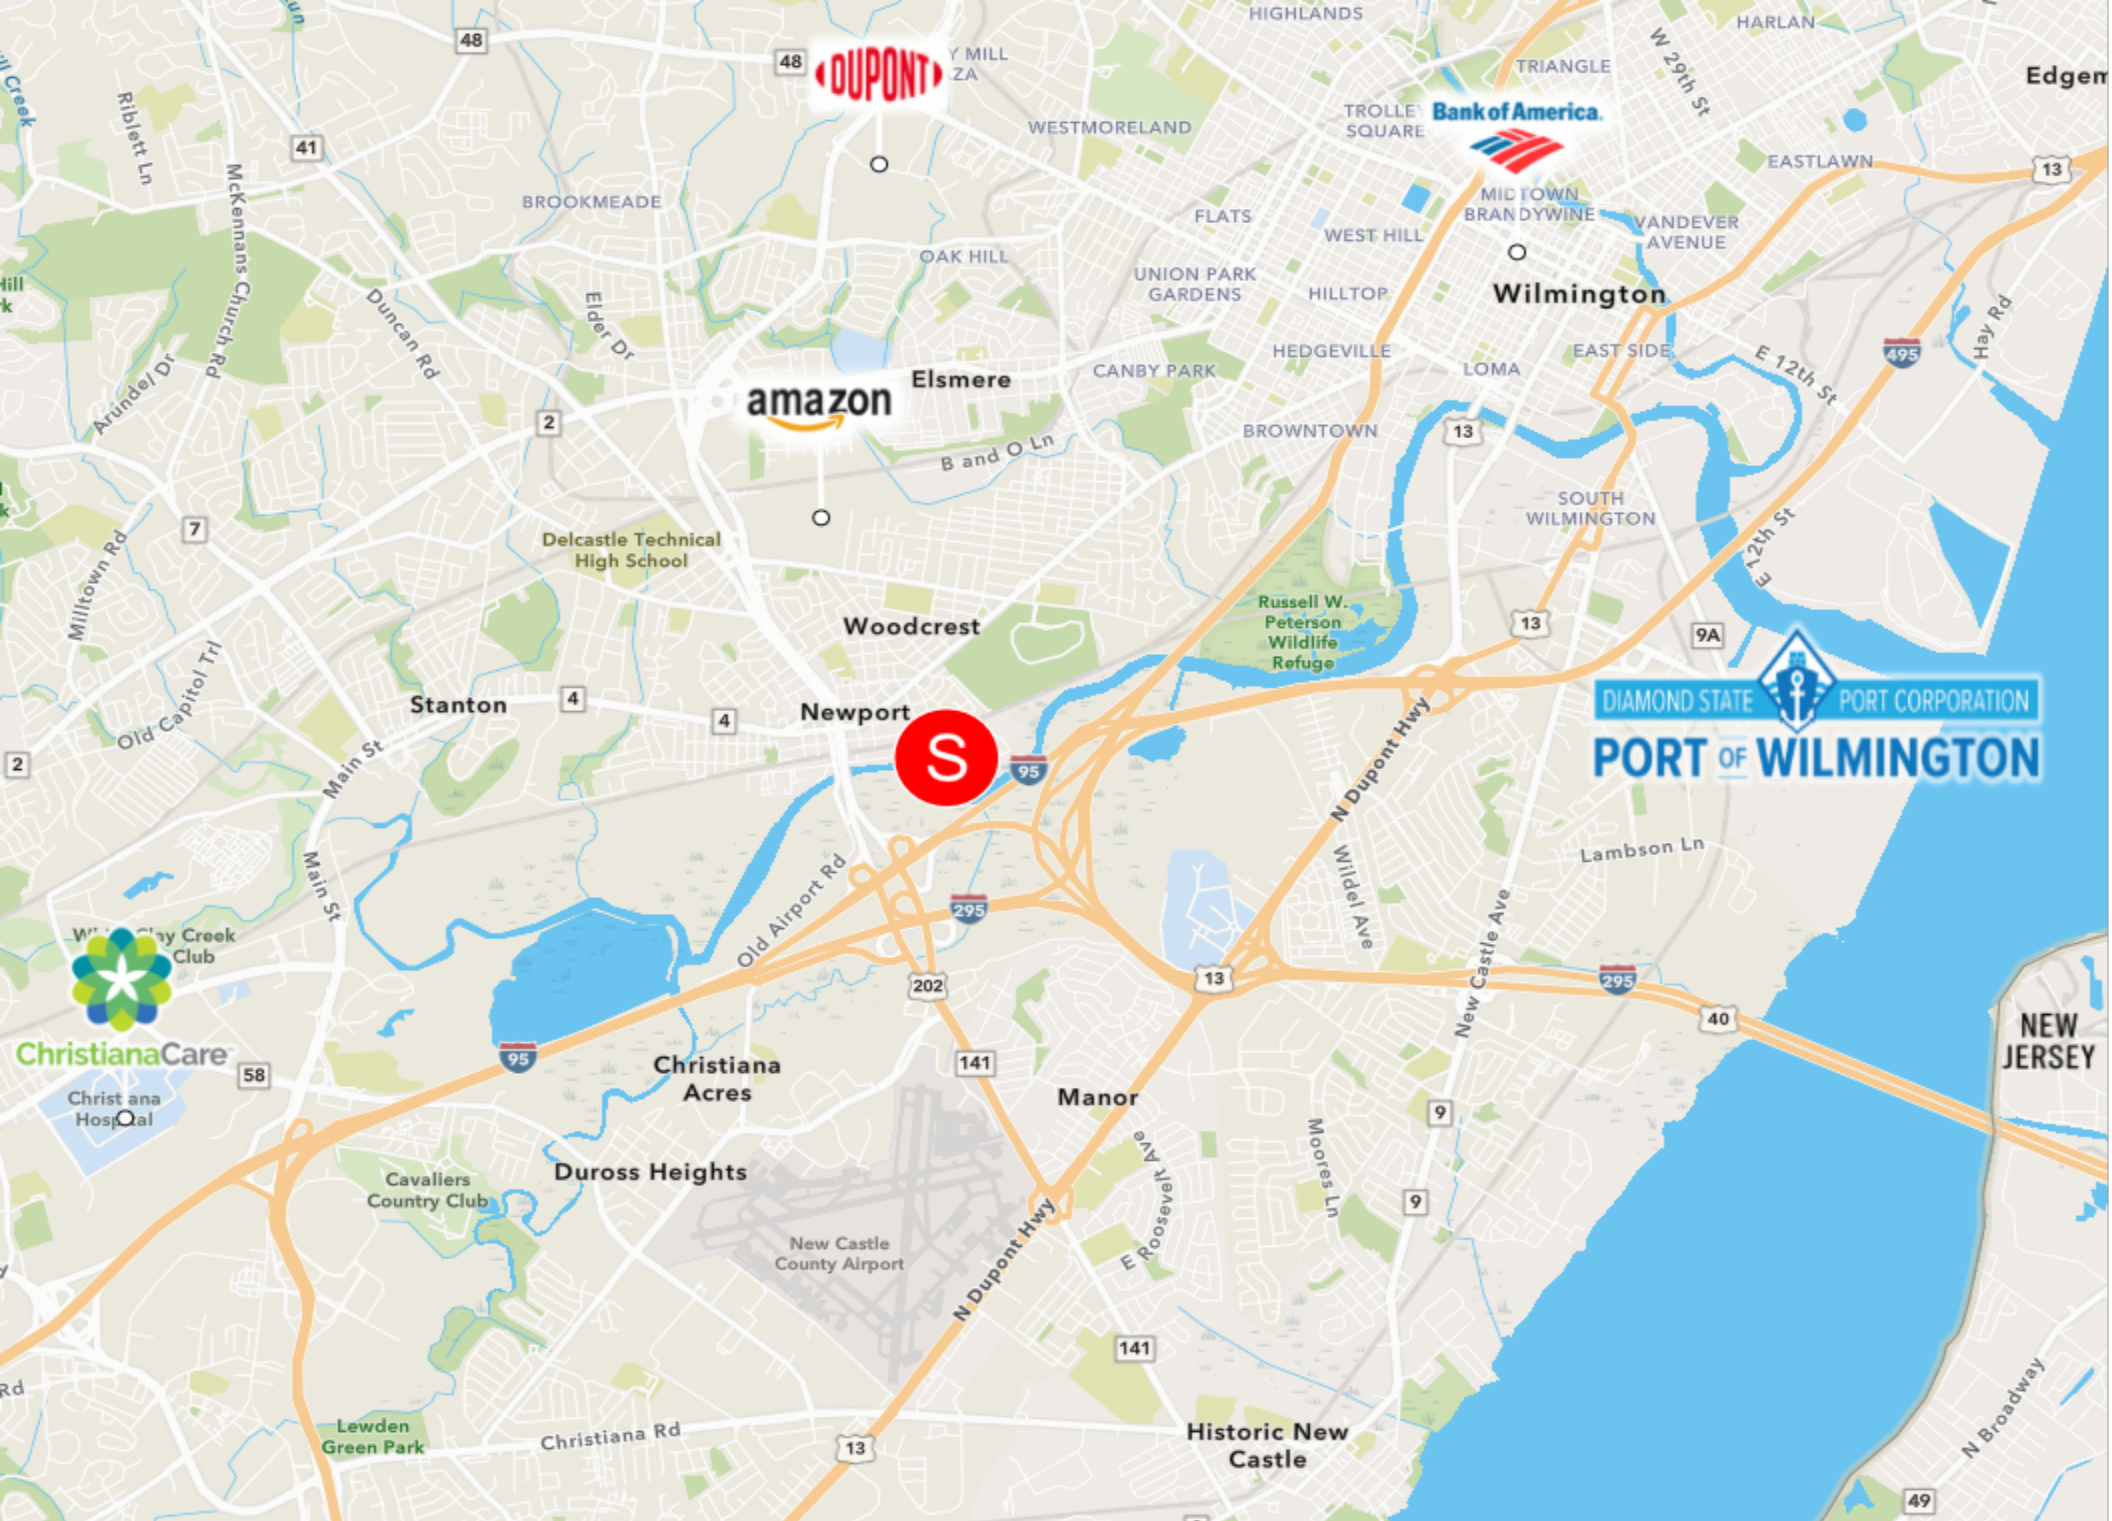 HIGHLANDS
HARLAN
48
48
DUPONT
Y MILL
ZA
TRIANGLE
W 29th St
Edgem
ill Creek
Riblett Ln
41
WESTMORELAND
TROLLEY
SQUARE
Bank of America.
EASTLAWN
13
McKennans Church Rd
BROOKMEADE
MIDTOWN
BRANDYWINE
FLATS
WEST HILL
VANDEVER
AVENUE
OAK HILL
UNION PARK
GARDENS
HILLTOP
Wilmington
Hill
rk
Duncan Rd
Elder Dr
Arundel Dr
HEDGEVILLE
EAST SIDE
E 12th St
495
Hay Rd
Elsmere
CANBY PARK
LOMA
amazon
2
BROWNTOWN
13
B and O Ln
7
Milltown Rd
Delcastle Technical
High School
SOUTH
WILMINGTON
E 12th St
Woodcrest
Russell W.
Peterson
Wildlife
Refuge
13
9A
Old Capitol Trl
Stanton
4
4
Newport
S
95
N Dupont Hwy
DIAMOND STATE
PORT CORPORATION
PORT OF WILMINGTON
2
Main St
Main St
Old Airport Rd
Wildel Ave
Lambson Ln
295
New Castle Ave
ay Creek
Club
ChristianaCare
202
13
295
40
NEW
JERSEY
95
58
Christiana
Acres
141
Manor
Christ ana
Hospital
9
Duross Heights
Cavaliers
Country Club
E Roosevelt Ave
Moores Ln
9
New Castle
County Airport
N Dupont Hwy
141
Rd
N Broadway
Lewden
Green Park
Christiana Rd
13
Historic New
Castle
49